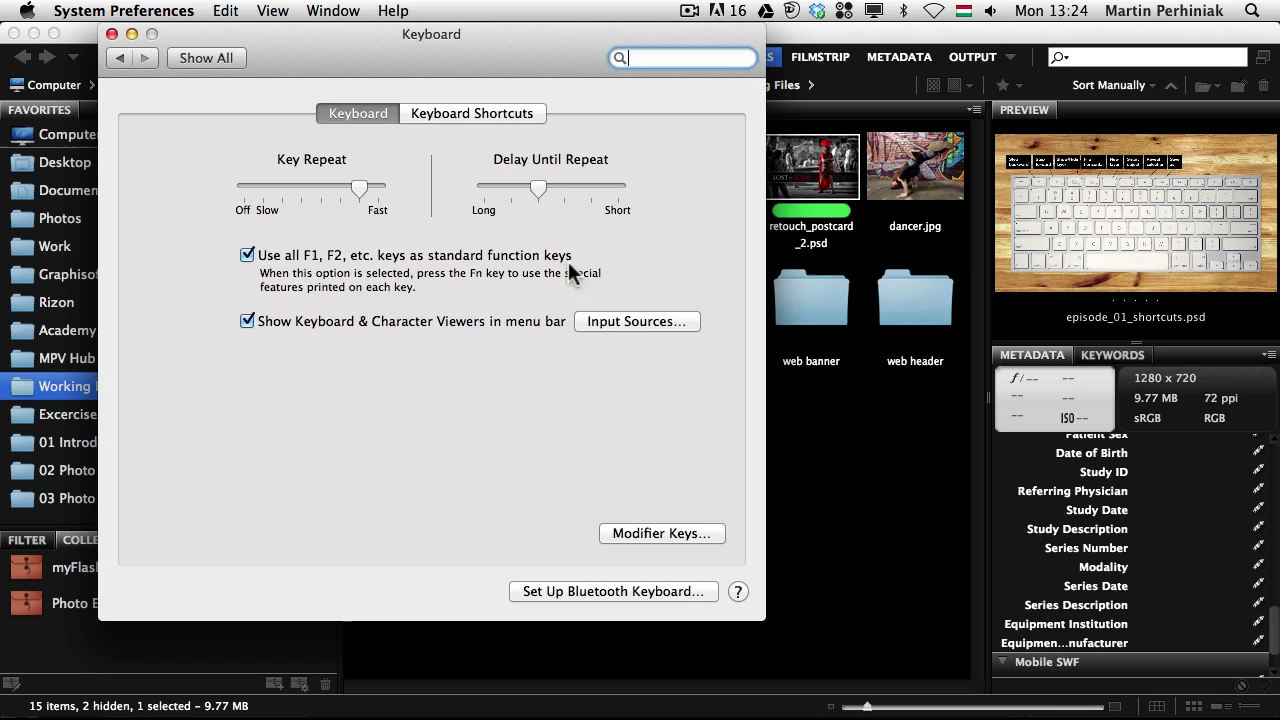 System Preferences Edit View Window Help 16 Mon 13:24 Martin Perhiniak
Keyboard
Show All
Keyboard Keyboard Shortcuts
Key Repeat
Off Slow Fast
Delay Until Repeat
Long Short
Use all F1, F2, etc. keys as standard function keys
When this option is selected, press the Fn key to use the special
features printed on each key.
Show Keyboard & Character Viewers in menu bar Input Sources...
Modifier Keys...
Set Up Bluetooth Keyboard... ?
FILMSTRIP METADATA OUTPUT
Computer
Files Sort Manually
FAVORITES
Compute
Desktop
Documen
Photos
Work
Graphisof
Rizon
Academy
MPV Hub
Working
Excercise
01 Introd
02 Photo
03 Photo
FILTER COLLE
myFlas
Photo E
retouch_postcard
_2.psd
dancer.jpg
web banner
web header
PREVIEW
episode_01_shortcuts.psd
METADATA KEYWORDS
f/-- --
-- --
-- ISO --
1280 x 720
9.77 MB 72 ppi
sRGB RGB
Patient Sex
Date of Birth
Study ID
Referring Physician
Study Date
Study Description
Series Number
Modality
Series Date
Series Description
Equipment Institution
Equipmen...nufacturer
Mobile SWF
15 items, 2 hidden, 1 selected - 9.77 MB